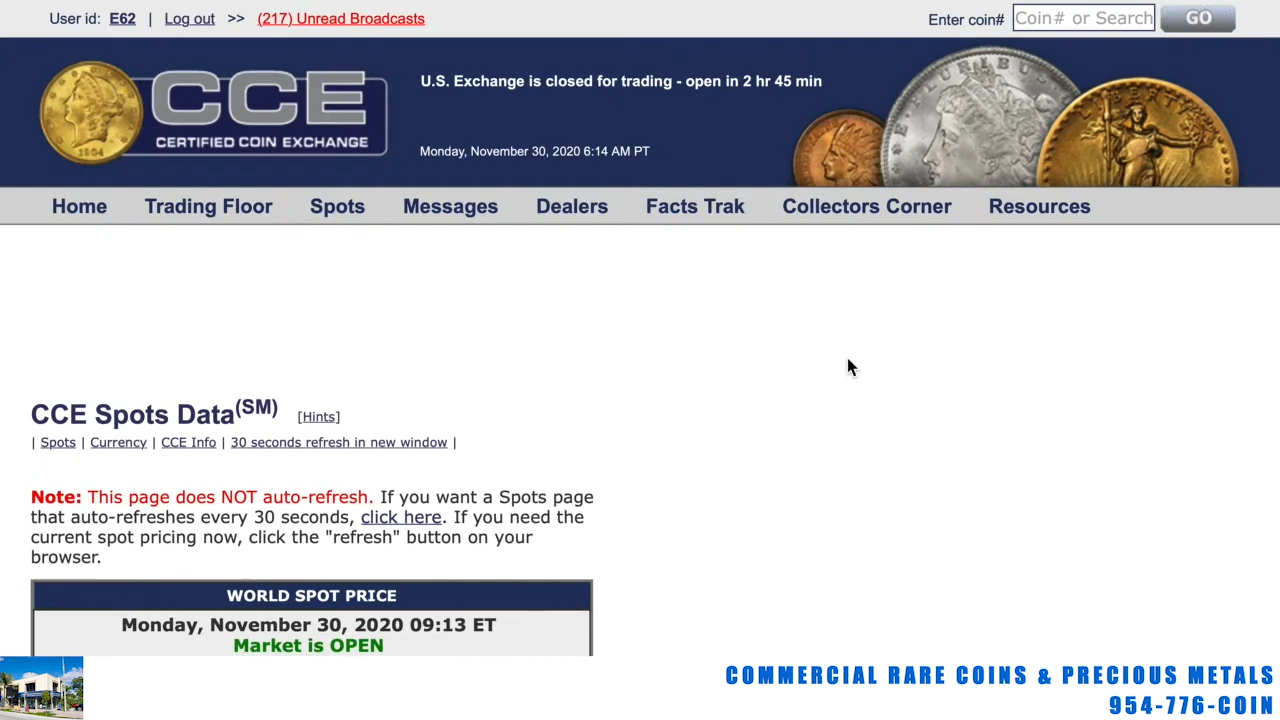 User id: E62 | Log out >> (217) Unread Broadcasts
Enter coin# Coin# or Search GO
CCE
CERTIFIED COIN EXCHANGE
1904
U.S. Exchange is closed for trading - open in 2 hr 45 min
Monday, November 30, 2020 6:14 AM PT
LIBERTY
Home Trading Floor Spots Messages Dealers Facts Trak Collectors Corner Resources
CCE Spots Data(SM) [Hints]
| Spots | Currency | CCE Info | 30 seconds refresh in new window |
Note: This page does NOT auto-refresh. If you want a Spots page
that auto-refreshes every 30 seconds, click here. If you need the
current spot pricing now, click the "refresh" button on your
browser.
WORLD SPOT PRICE
Monday, November 30, 2020 09:13 ET
Market is OPEN
COMMERCIAL RARE COINS & PRECIOUS METALS
954-776-COIN